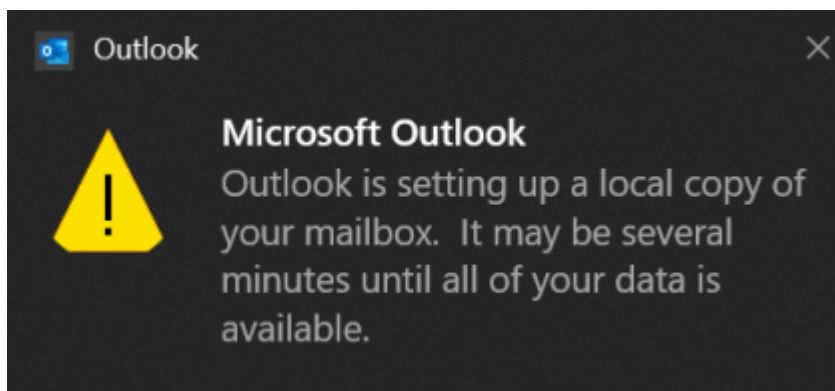 Outlook
Microsoft Outlook
Outlook is setting up a local copy of
your mailbox.  It may be several
minutes until all of your data is
available.